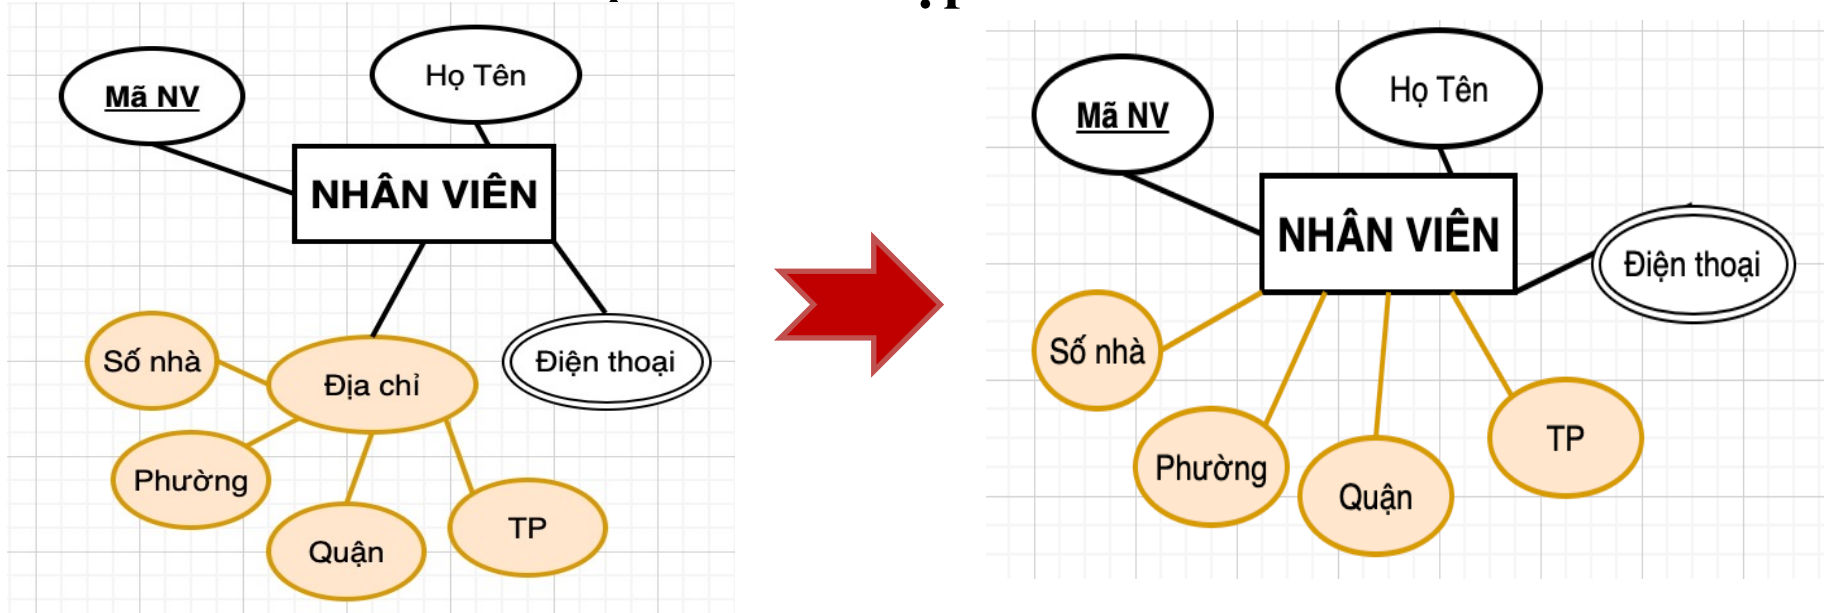 Mã NV
Họ Tên
NHÂN VIÊN
Số nhà
Địa chỉ
Điện thoại
Phường
Quận
TP
Mã NV
Họ Tên
NHÂN VIÊN
Điện thoại
Số nhà
Phường
Quận
TP